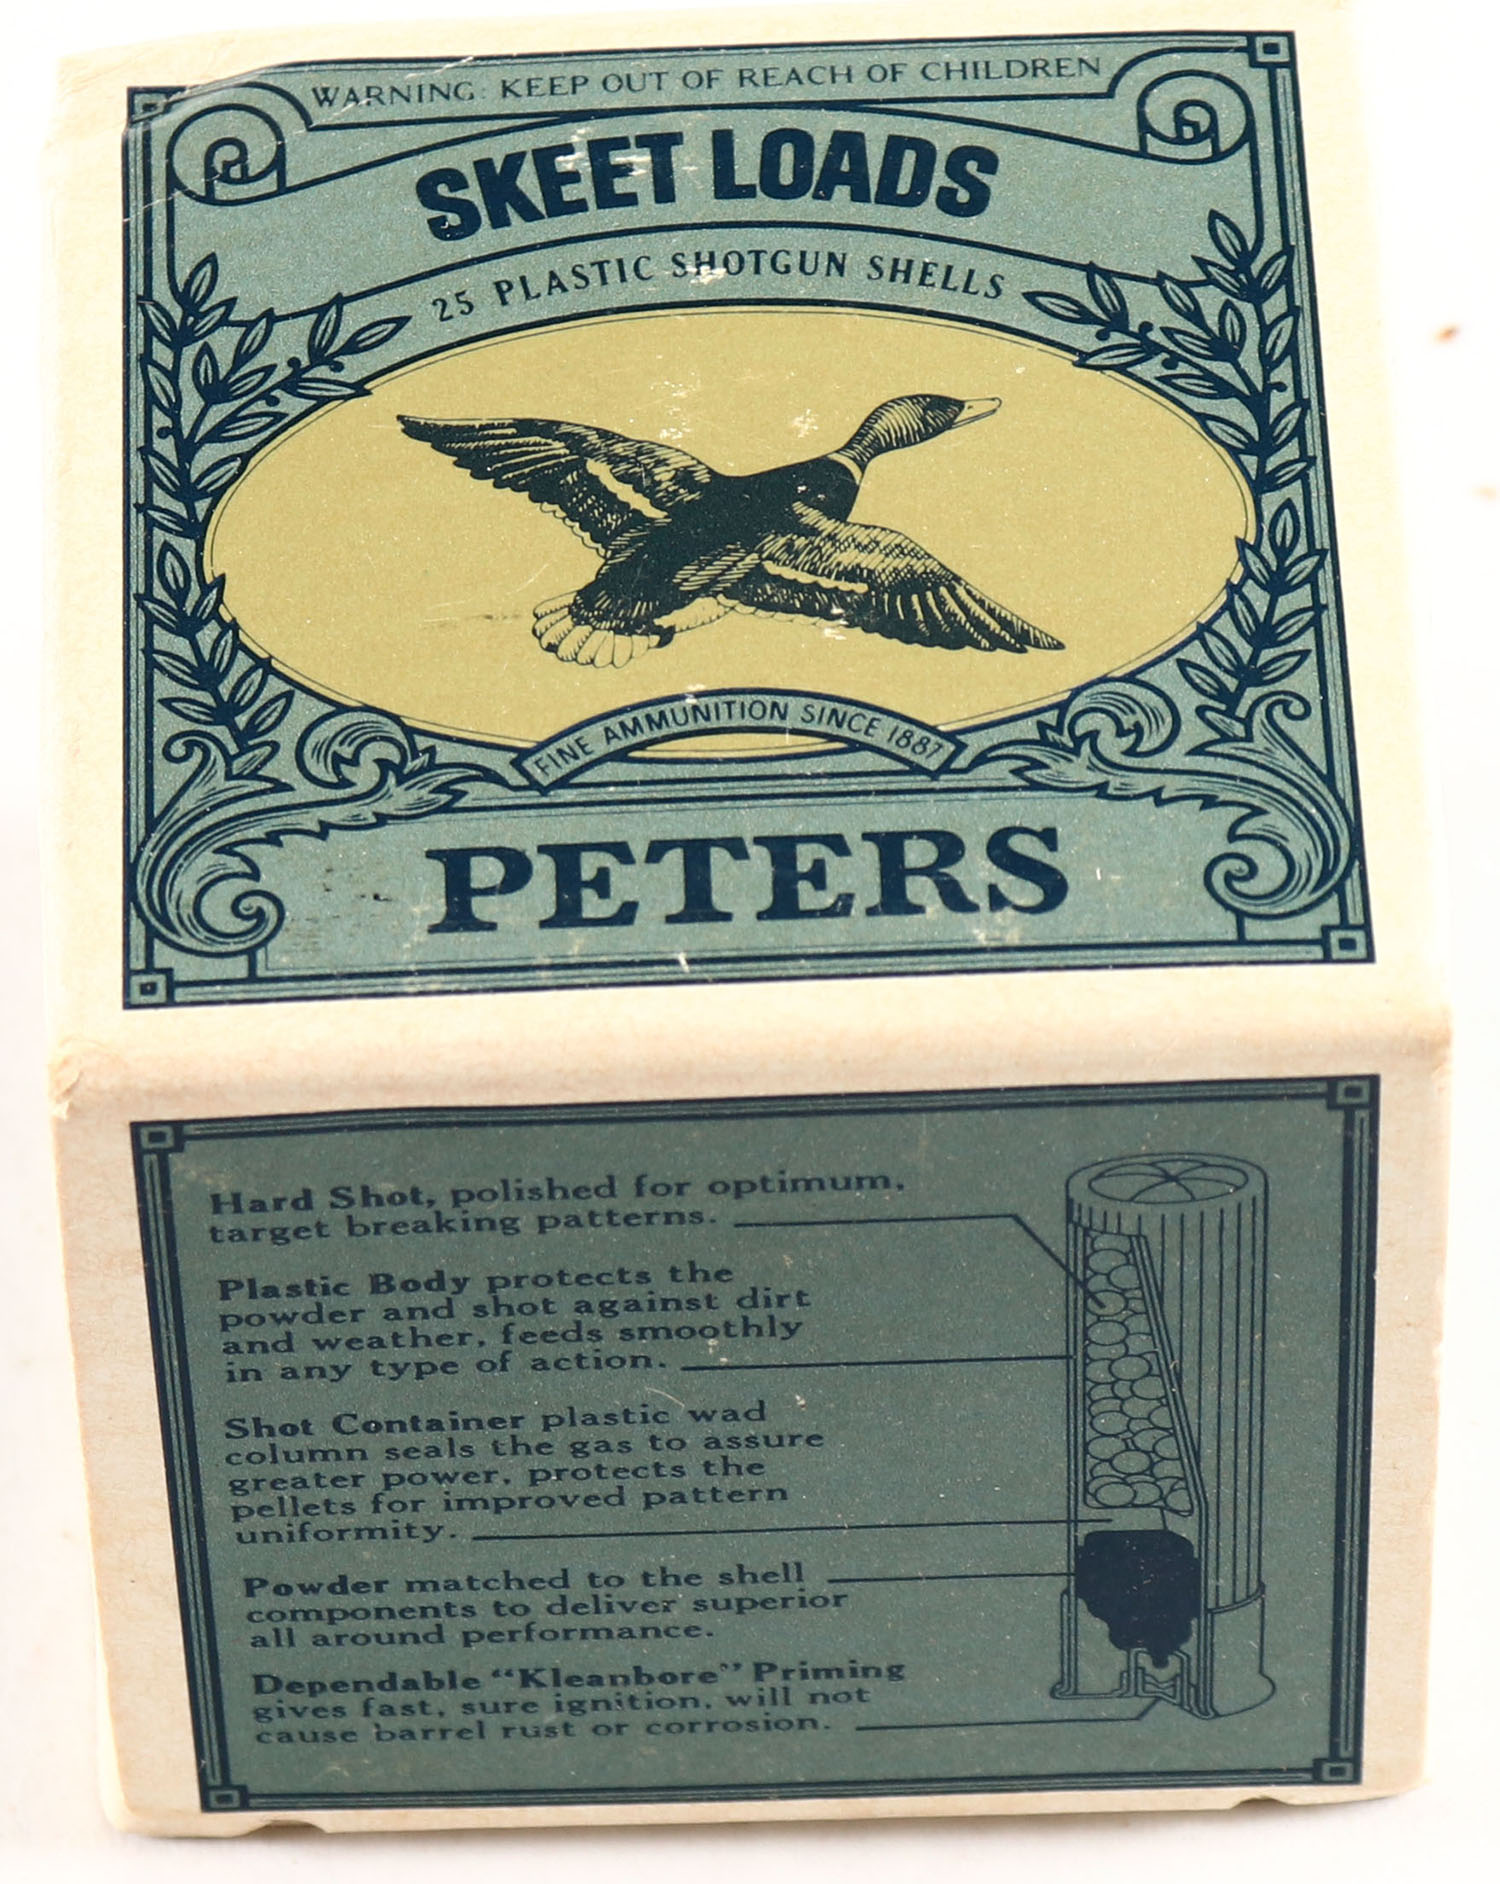 WARNING: KEEP OUT OF REACH OF CHILDREN
SKEET LOADS
25 PLASTIC SHOTGUN SHELLS
FINE AMMUNITION SINCE 1887
PETERS
Hard Shot, polished for optimum,
target breaking patterns.
Plastic Body protects the
powder and shot against dirt
and weather, feeds smoothly
in any type of action.
Shot Container plastic wad
column seals the gas to assure
greater power, protects the
pellets for improved pattern
uniformity.
Powder matched to the shell
components to deliver superior
all around performance.
Dependable “Kleanbore” Priming
gives fast, sure ignition, will not
cause barrel rust or corrosion.